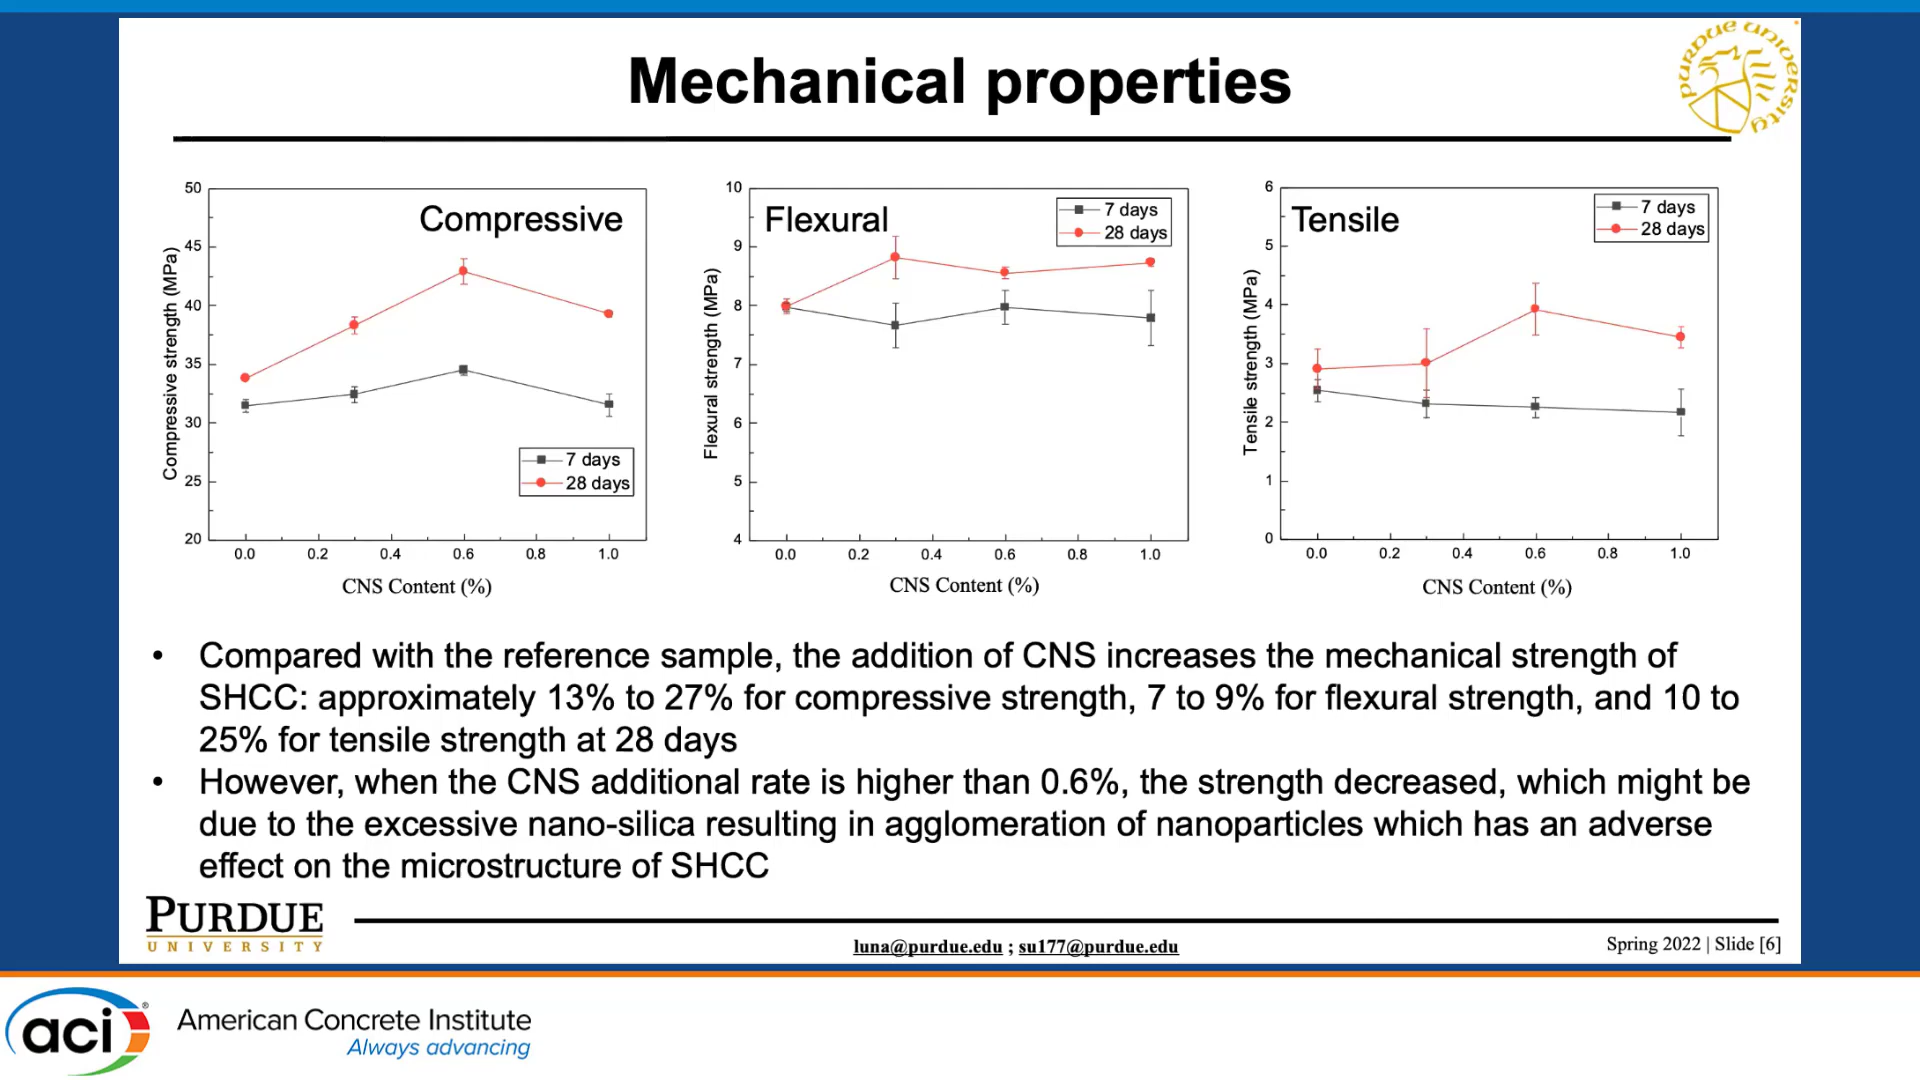 Mechanical properties
PURDUE UNIVERSITY
50
45
40
35
30
25
20
Compressive strength (MPa)
Compressive
7 days
28 days
0.0 0.2 0.4 0.6 0.8 1.0
CNS Content (%)
10
9
8
7
6
5
4
Flexural strength (MPa)
Flexural
7 days
28 days
0.0 0.2 0.4 0.6 0.8 1.0
CNS Content (%)
6
5
4
3
2
1
0
Tensile strength (MPa)
Tensile
7 days
28 days
0.0 0.2 0.4 0.6 0.8 1.0
CNS Content (%)
• Compared with the reference sample, the addition of CNS increases the mechanical strength of
SHCC: approximately 13% to 27% for compressive strength, 7 to 9% for flexural strength, and 10 to
25% for tensile strength at 28 days
• However, when the CNS additional rate is higher than 0.6%, the strength decreased, which might be
due to the excessive nano-silica resulting in agglomeration of nanoparticles which has an adverse
effect on the microstructure of SHCC
PURDUE
UNIVERSITY
luna@purdue.edu ; su177@purdue.edu
Spring 2022 | Slide [6]
aci®
American Concrete Institute
Always advancing